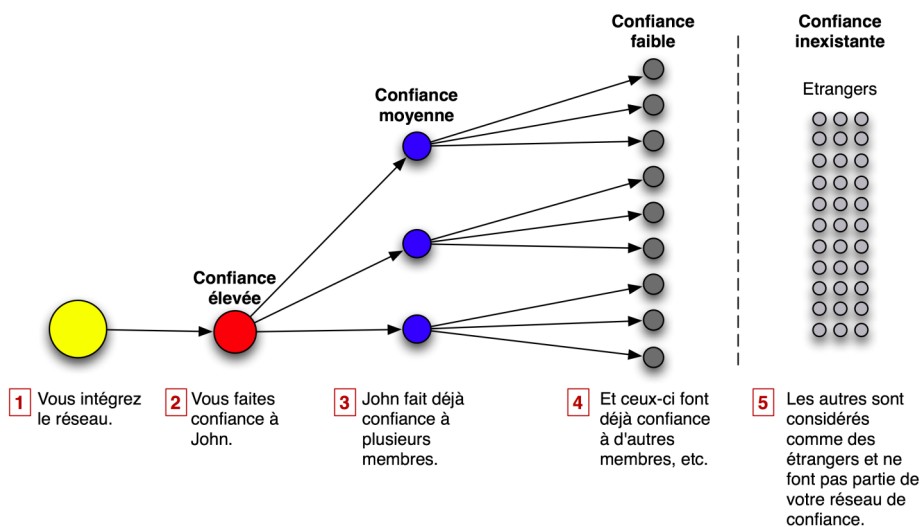 Confiance
faible
Confiance
inexistante
Etrangers
Confiance
moyenne
Confiance
élevée
1 Vous intégrez
le réseau.
2 Vous faites
confiance à
John.
3 John fait déjà
confiance à
plusieurs
membres.
4 Et ceux-ci font
déjà confiance
à d'autres
membres, etc.
5 Les autres sont
considérés
comme des
étrangers et ne
font pas partie de
votre réseau de
confiance.